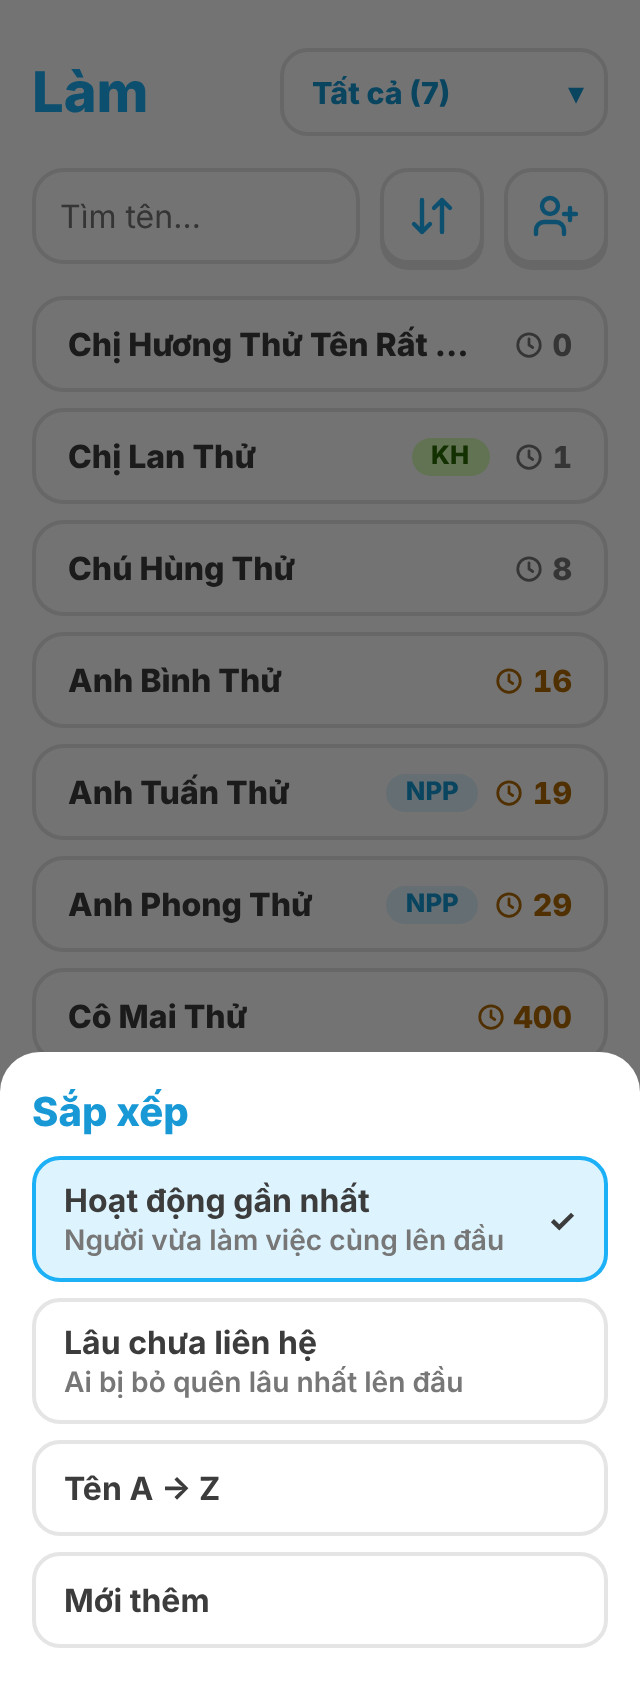 Làm
Tất cả (7) ▾
Tìm tên...
Chị Hương Thử Tên Rất ... 0
Chị Lan Thử KH 1
Chú Hùng Thử 8
Anh Bình Thử 16
Anh Tuấn Thử NPP 19
Anh Phong Thử NPP 29
Cô Mai Thử 400
Sắp xếp
Hoạt động gần nhất
Người vừa làm việc cùng lên đầu ✓
Lâu chưa liên hệ
Ai bị bỏ quên lâu nhất lên đầu
Tên A → Z
Mới thêm